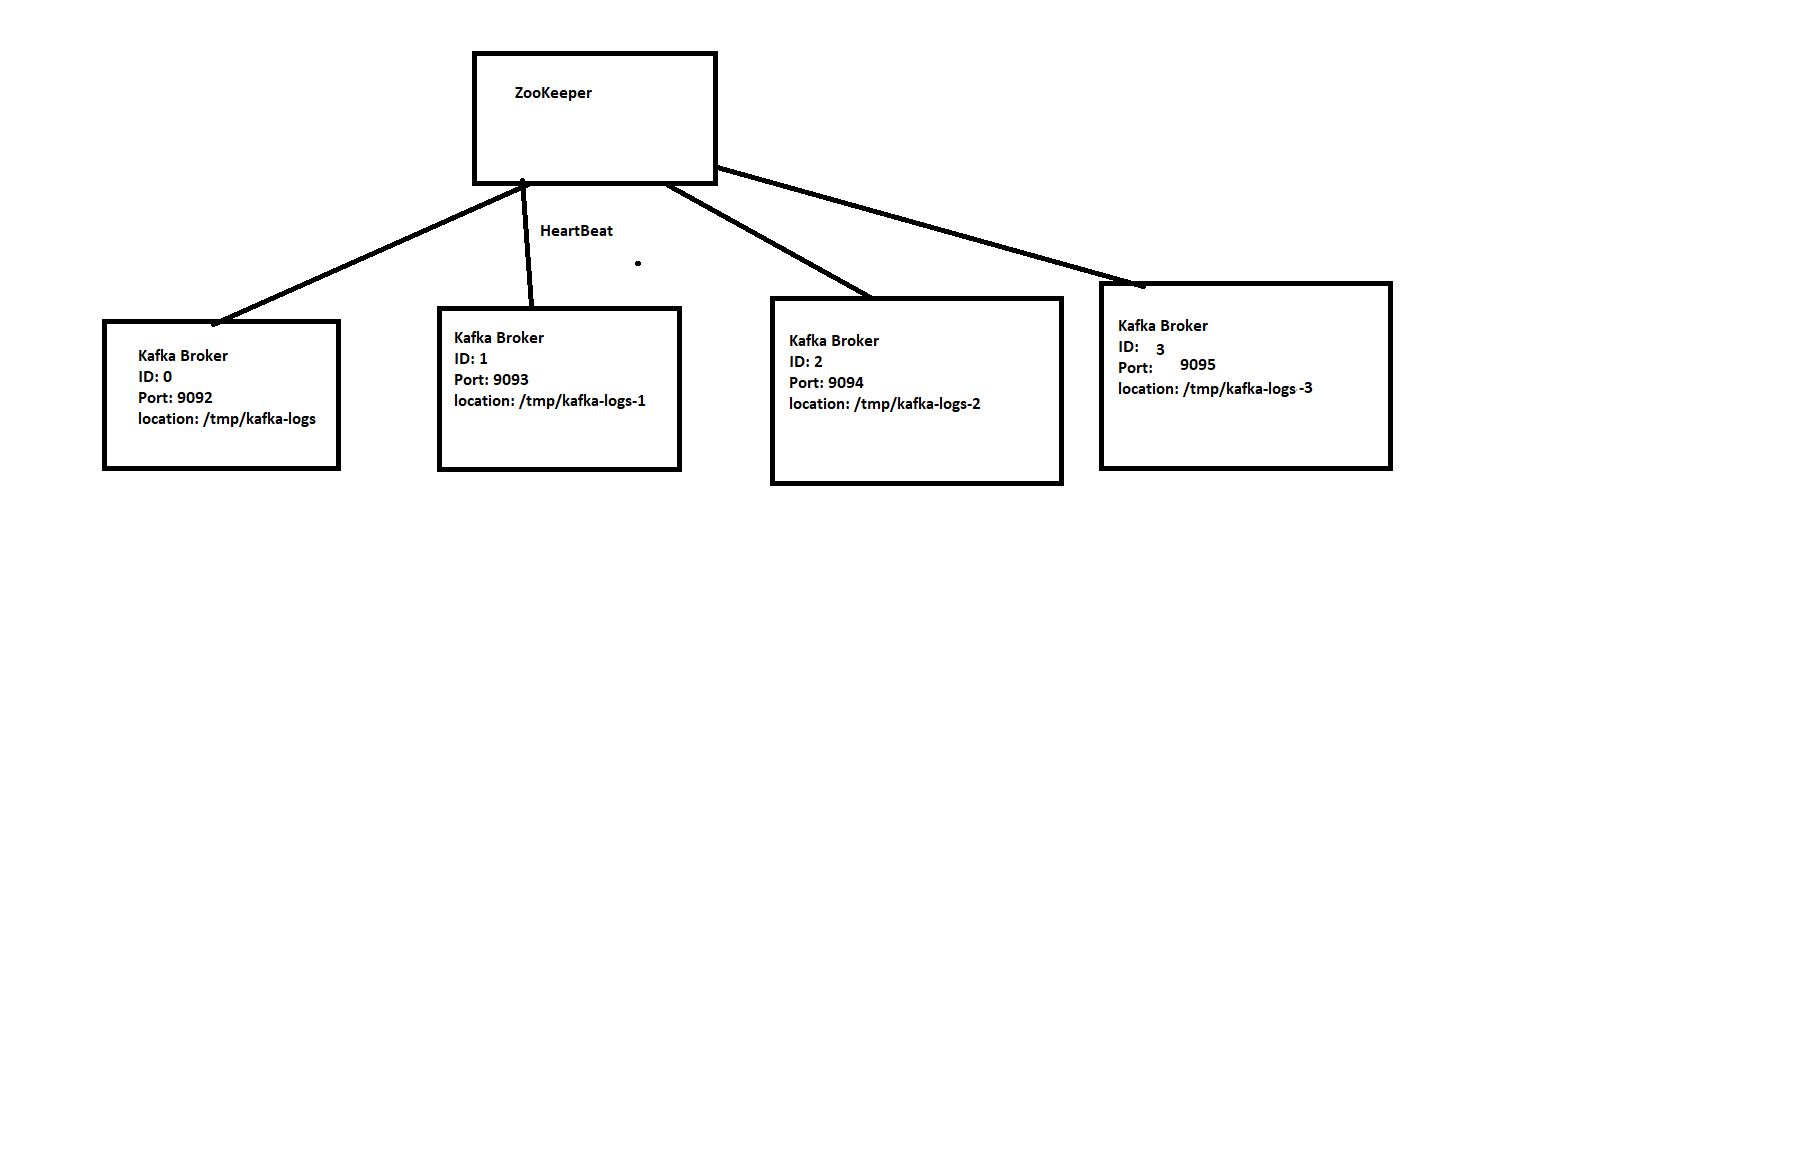 ZooKeeper
HeartBeat
Kafka Broker
ID: 0
Port: 9092
location: /tmp/kafka-logs
Kafka Broker
ID: 1
Port: 9093
location: /tmp/kafka-logs-1
Kafka Broker
ID: 2
Port: 9094
location: /tmp/kafka-logs-2
Kafka Broker
ID: 3
Port: 9095
location: /tmp/kafka-logs -3